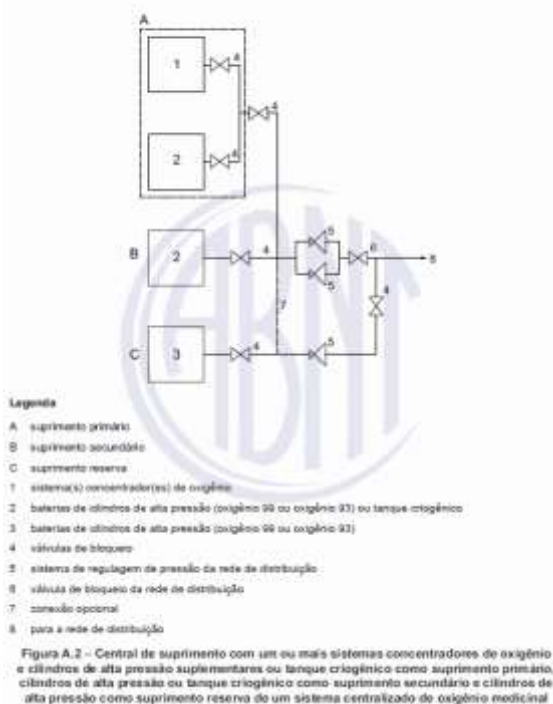 A
1
4
4
2
4
B
2
4
5
6
8
5
4
7
C
3
4
5
ABNT
Legenda
A suprimento primário
B suprimento secundário
C suprimento reserva
1 sistema(s) concentrador(es) de oxigênio
2 baterias de cilindros de alta pressão (oxigênio 99 ou oxigênio 93) ou tanque criogênico
3 baterias de cilindros de alta pressão (oxigênio 99 ou oxigênio 93)
4 válvulas de bloqueio
5 sistema de regulagem de pressão da rede de distribuição
6 válvula de bloqueio da rede de distribuição
7 conexão opcional
8 para a rede de distribuição
Figura A.2 – Central de suprimento com um ou mais sistemas concentradores de oxigênio
e cilindros de alta pressão suplementares ou tanque criogênico como suprimento primário,
cilindros de alta pressão ou tanque criogênico como suprimento secundário e cilindros de
alta pressão como suprimento reserva de um sistema centralizado de oxigênio medicinal